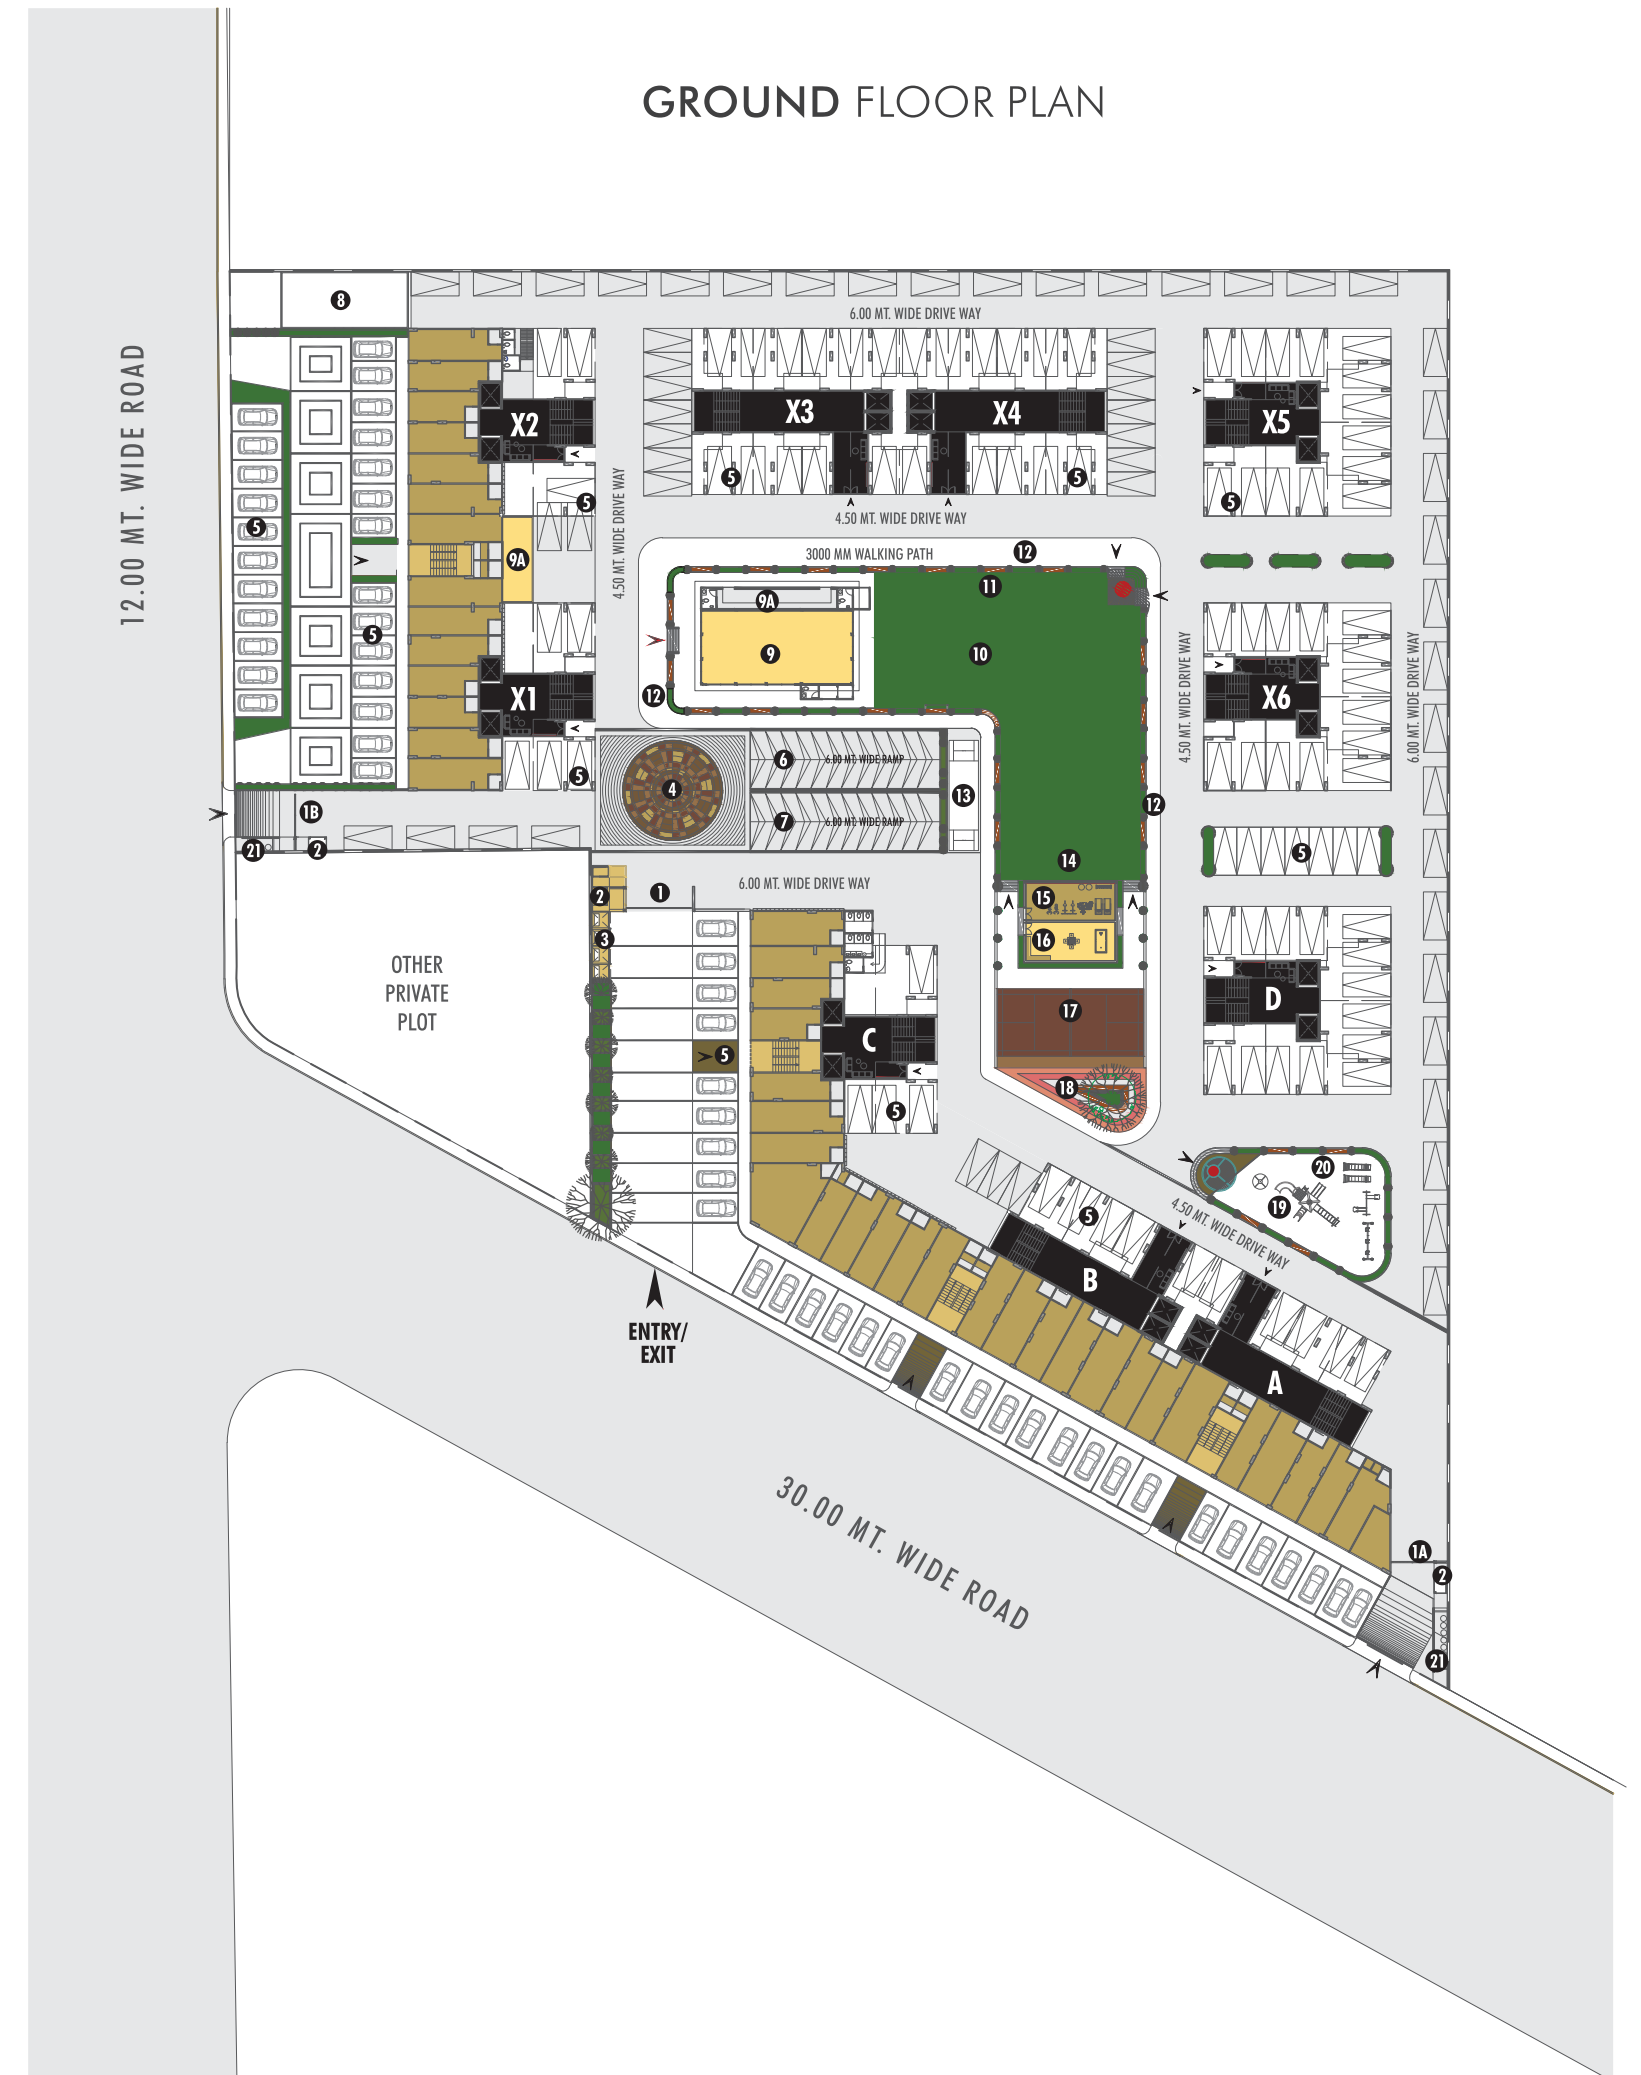 GROUND FLOOR PLAN
12.00 MT. WIDE ROAD
8
6.00 MT. WIDE DRIVE WAY
X2
X3
X4
X5
5
5
5
5
5
4.50 MT. WIDE DRIVE WAY
4.50 MT. WIDE DRIVE WAY
3000 MM WALKING PATH
12
9A
11
9A
5
9
10
12
X1
X6
4.50 MT. WIDE DRIVE WAY
6.00 MT. WIDE DRIVE WAY
5
6
6.00 MT. WIDE RAMP
4
13
12
7
6.00 MT. WIDE RAMP
1B
21
2
5
14
6.00 MT. WIDE DRIVE WAY
1
2
15
3
16
OTHER
PRIVATE
PLOT
D
17
C
5
18
5
20
19
5
4.50 MT. WIDE DRIVE WAY
B
A
ENTRY/
EXIT
30.00 MT. WIDE ROAD
1A
2
21